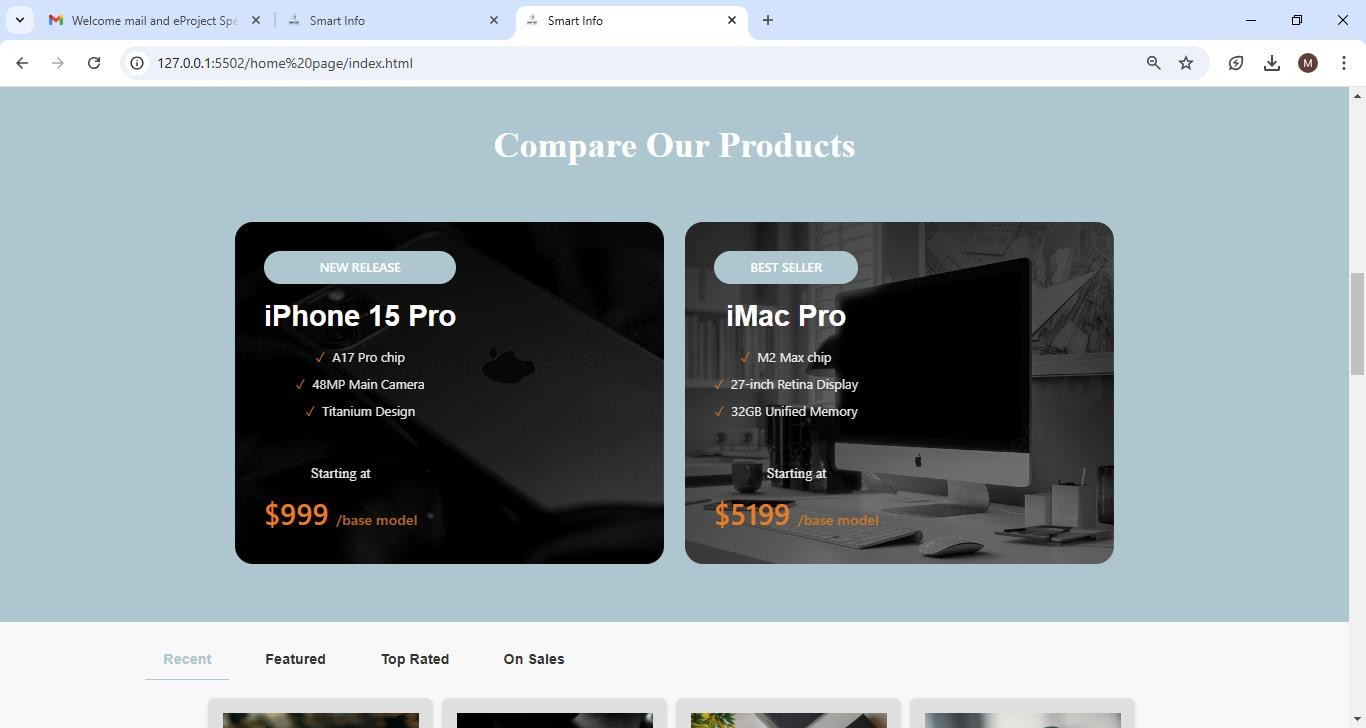 Welcome mail and eProject Spe
Smart Info
Smart Info
127.0.0.1:5502/home%20page/index.html
M
Compare Our Products
NEW RELEASE
iPhone 15 Pro
✓ A17 Pro chip
✓ 48MP Main Camera
✓ Titanium Design
Starting at
$999 /base model
BEST SELLER
iMac Pro
✓ M2 Max chip
✓ 27-inch Retina Display
✓ 32GB Unified Memory
Starting at
$5199 /base model
Recent Featured Top Rated On Sales